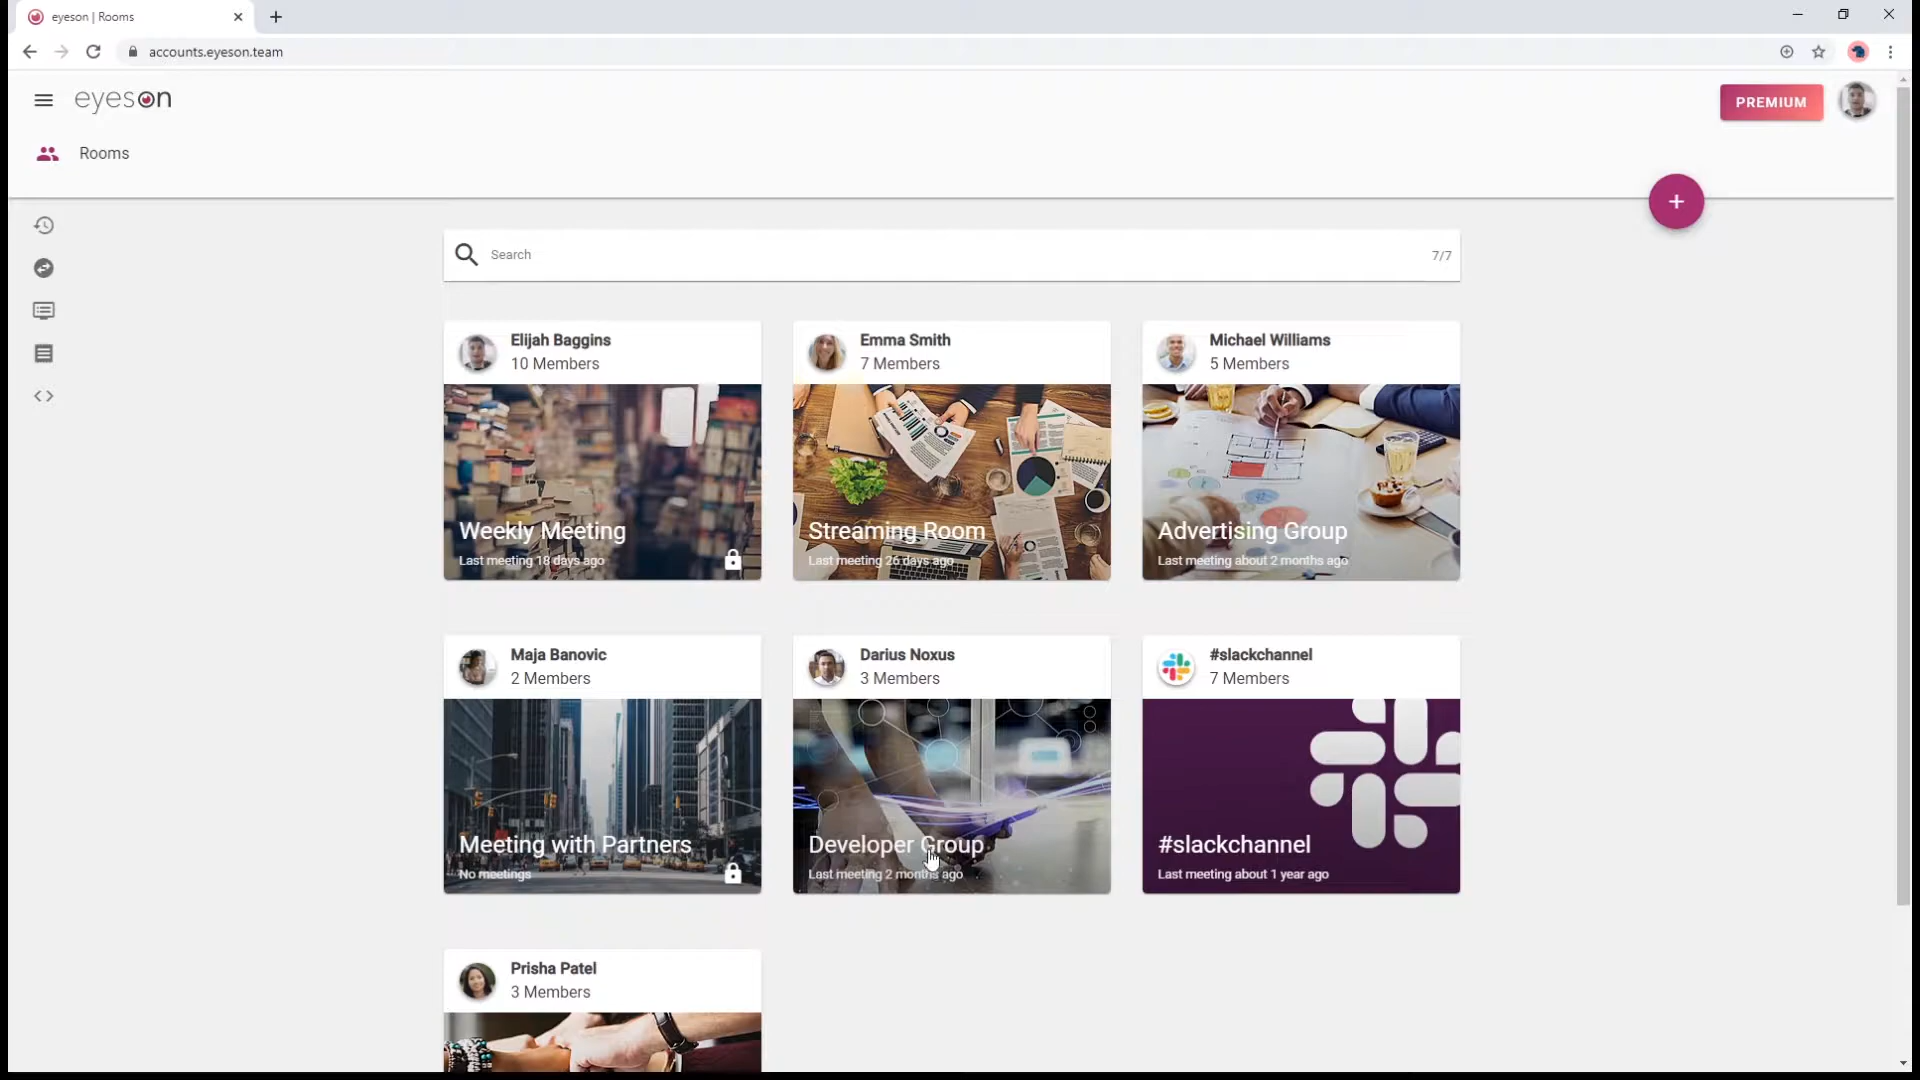 eyeson | Rooms
accounts.eyeson.team
eyeson
PREMIUM
Rooms
Search
7/7
Elijah Baggins
10 Members
Weekly Meeting
Last meeting 18 days ago
Emma Smith
7 Members
Streaming Room
Last meeting 26 days ago
Michael Williams
5 Members
Advertising Group
Last meeting about 2 months ago
Maja Banovic
2 Members
Meeting with Partners
No meetings
Darius Noxus
3 Members
Developer Group
Last meeting 2 months ago
#slackchannel
7 Members
#slackchannel
Last meeting about 1 year ago
Prisha Patel
3 Members